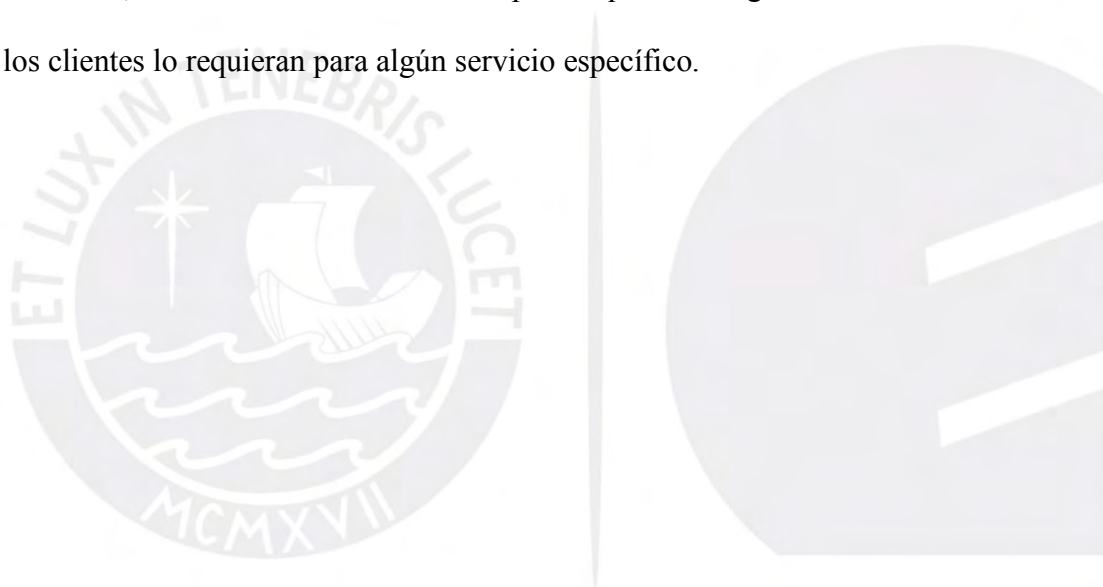 los clientes lo requieran para algún servicio específico.
ET LUX IN TENEBRIS LUCET
MCMXVII